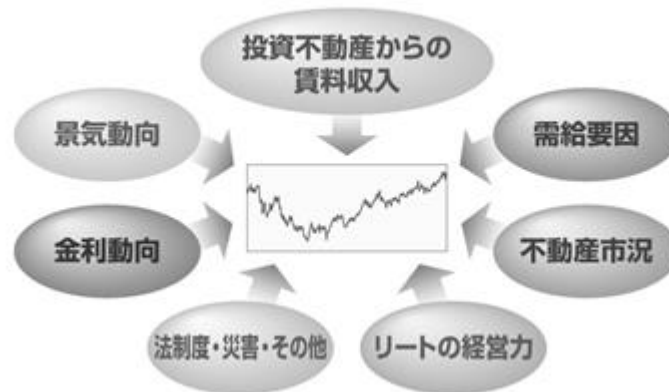 投資不動産からの
賃料収入
景気動向
需給要因
金利動向
不動産市況
法制度・災害・その他
リートの経営力